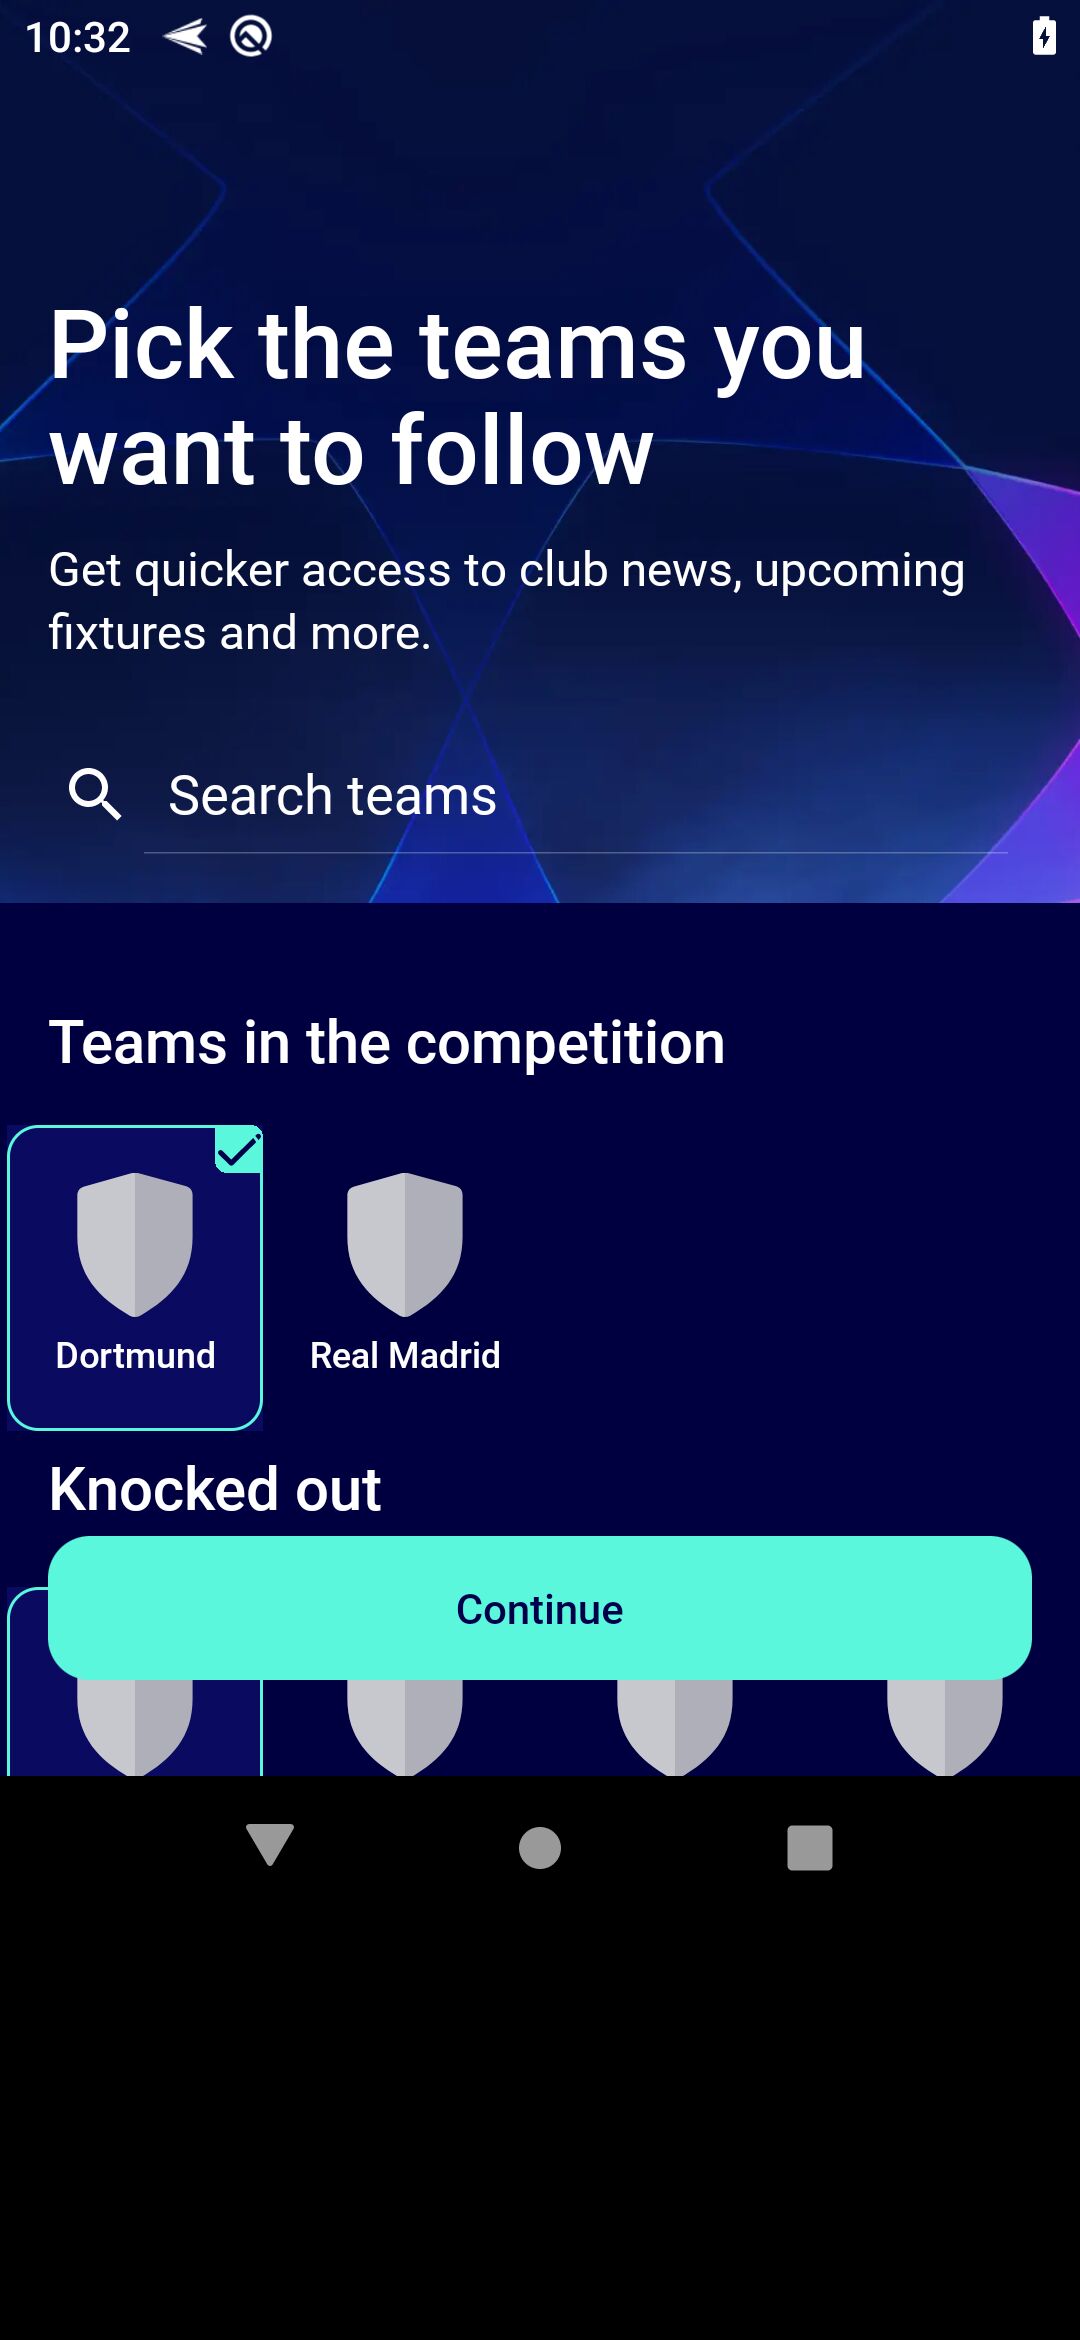 10:32
Pick the teams you
want to follow
Get quicker access to club news, upcoming
fixtures and more.
Search teams
Teams in the competition
Dortmund
Real Madrid
Knocked out
Continue